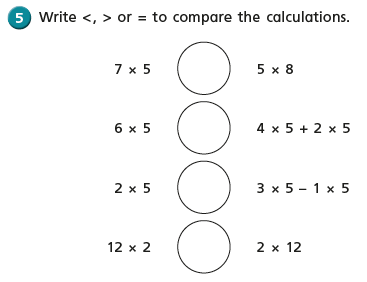 5 Write <, > or = to compare the calculations.
7 × 5 5 × 8
6 × 5 4 × 5 + 2 × 5
2 × 5 3 × 5 – 1 × 5
12 × 2 2 × 12